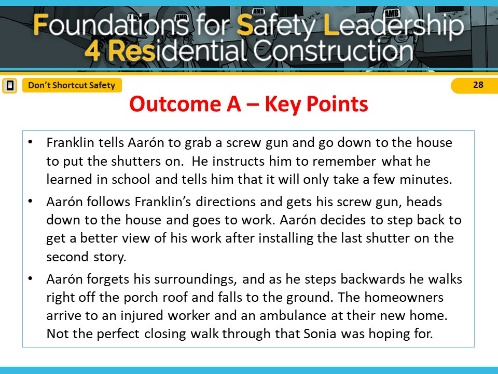 Foundations for Safety Leadership
4 Residential Construction
Don't Shortcut Safety
28
Outcome A – Key Points
• Franklin tells Aarón to grab a screw gun and go down to the house
to put the shutters on.  He instructs him to remember what he
learned in school and tells him that it will only take a few minutes.
• Aarón follows Franklin's directions and gets his screw gun, heads
down to the house and goes to work. Aarón decides to step back to
get a better view of his work after installing the last shutter on the
second story.
• Aarón forgets his surroundings, and as he steps backwards he walks
right off the porch roof and falls to the ground. The homeowners
arrive to an injured worker and an ambulance at their new home.
Not the perfect closing walk through that Sonia was hoping for.